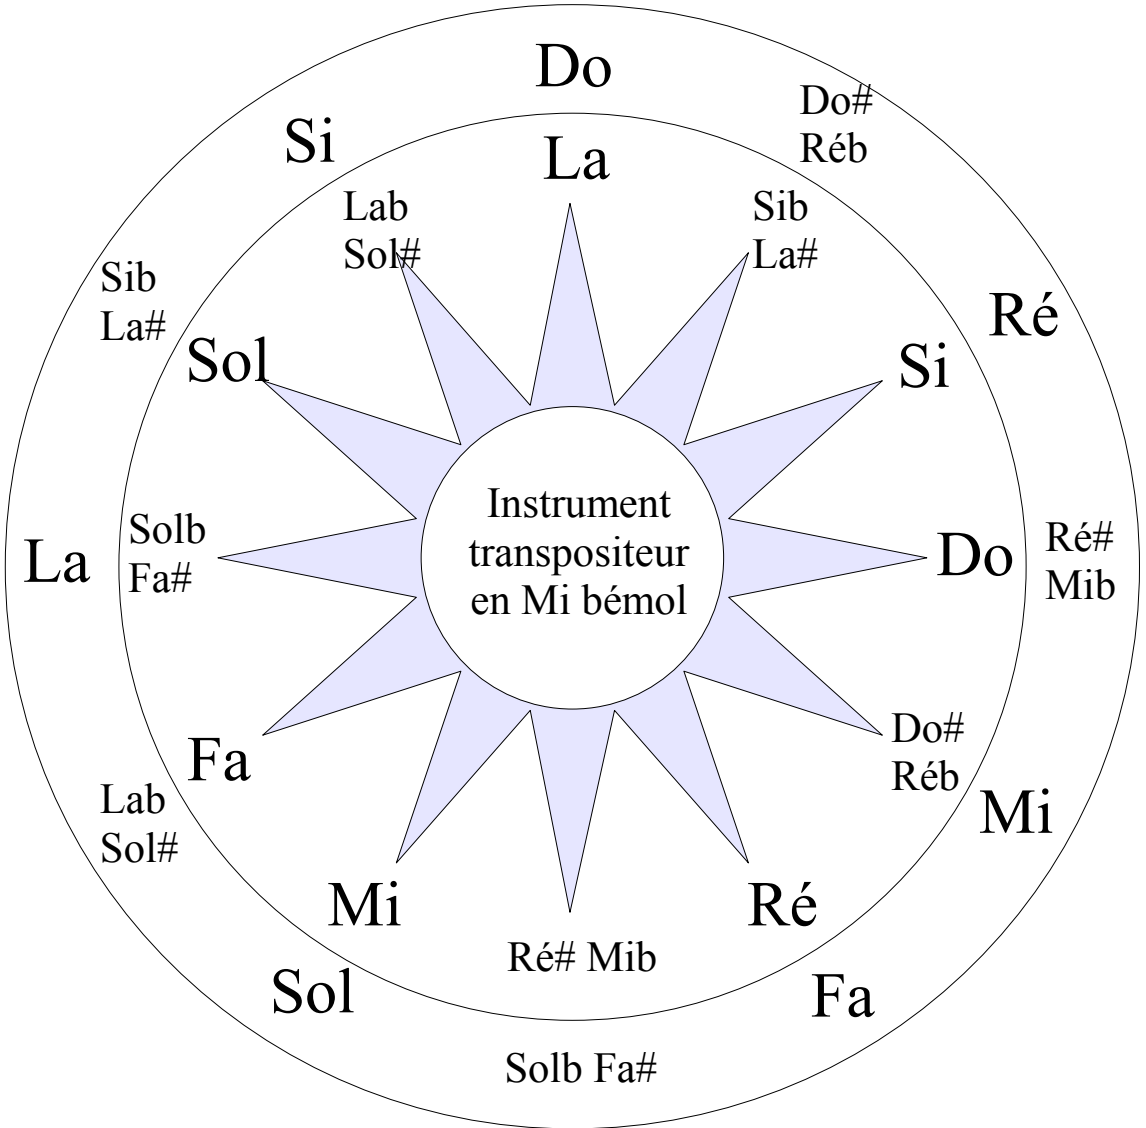 Do
Do#
Réb
Si
La
Lab
Sol#
Sib
La#
Sib
La#
Ré
Sol
Si
Instrument
transpositeur
en Mi bémol
La
Solb
Fa#
Do
Ré#
Mib
Fa
Do#
Réb
Lab
Sol#
Mi
Mi
Ré
Ré# Mib
Sol
Fa
Solb Fa#